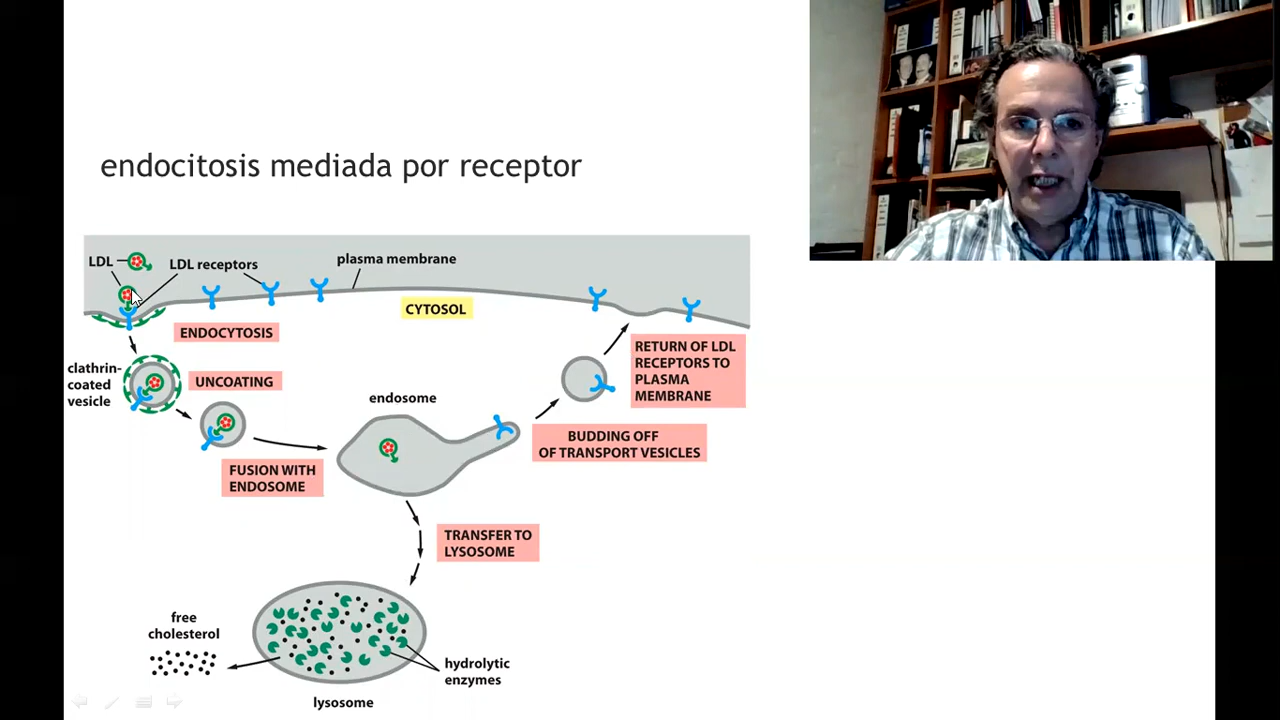 endocitosis mediada por receptor
LDL
LDL receptors
plasma membrane
CYTOSOL
ENDOCYTOSIS
clathrin-
coated
vesicle
UNCOATING
RETURN OF LDL
RECEPTORS TO
PLASMA
MEMBRANE
endosome
BUDDING OFF
OF TRANSPORT VESICLES
FUSION WITH
ENDOSOME
TRANSFER TO
LYSOSOME
free
cholesterol
hydrolytic
enzymes
lysosome